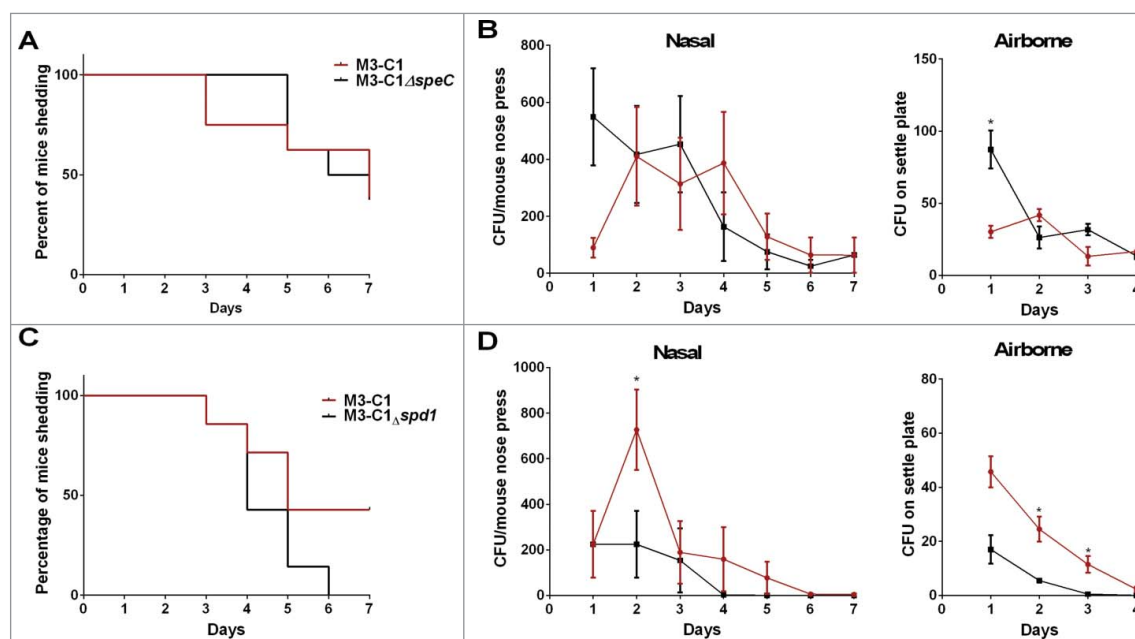 A
M3-C1
M3-C1ΔspeC
Percent of mice shedding
100
50
0
0 1 2 3 4 5 6 7
Days
B
Nasal
CFU/mouse nose press
800
600
400
200
0
0 1 2 3 4 5 6 7
Days
Airborne
CFU on settle plate
150
100
50
0
*
0 1 2 3 4
Days
C
M3-C1
M3-C1Δspd1
Percentage of mice shedding
100
50
0
0 1 2 3 4 5 6 7
Days
D
Nasal
CFU/mouse nose press
1000
800
600
400
200
0
*
0 1 2 3 4 5 6 7
Days
Airborne
CFU on settle plate
80
60
40
20
0
* *
0 1 2 3 4
Days